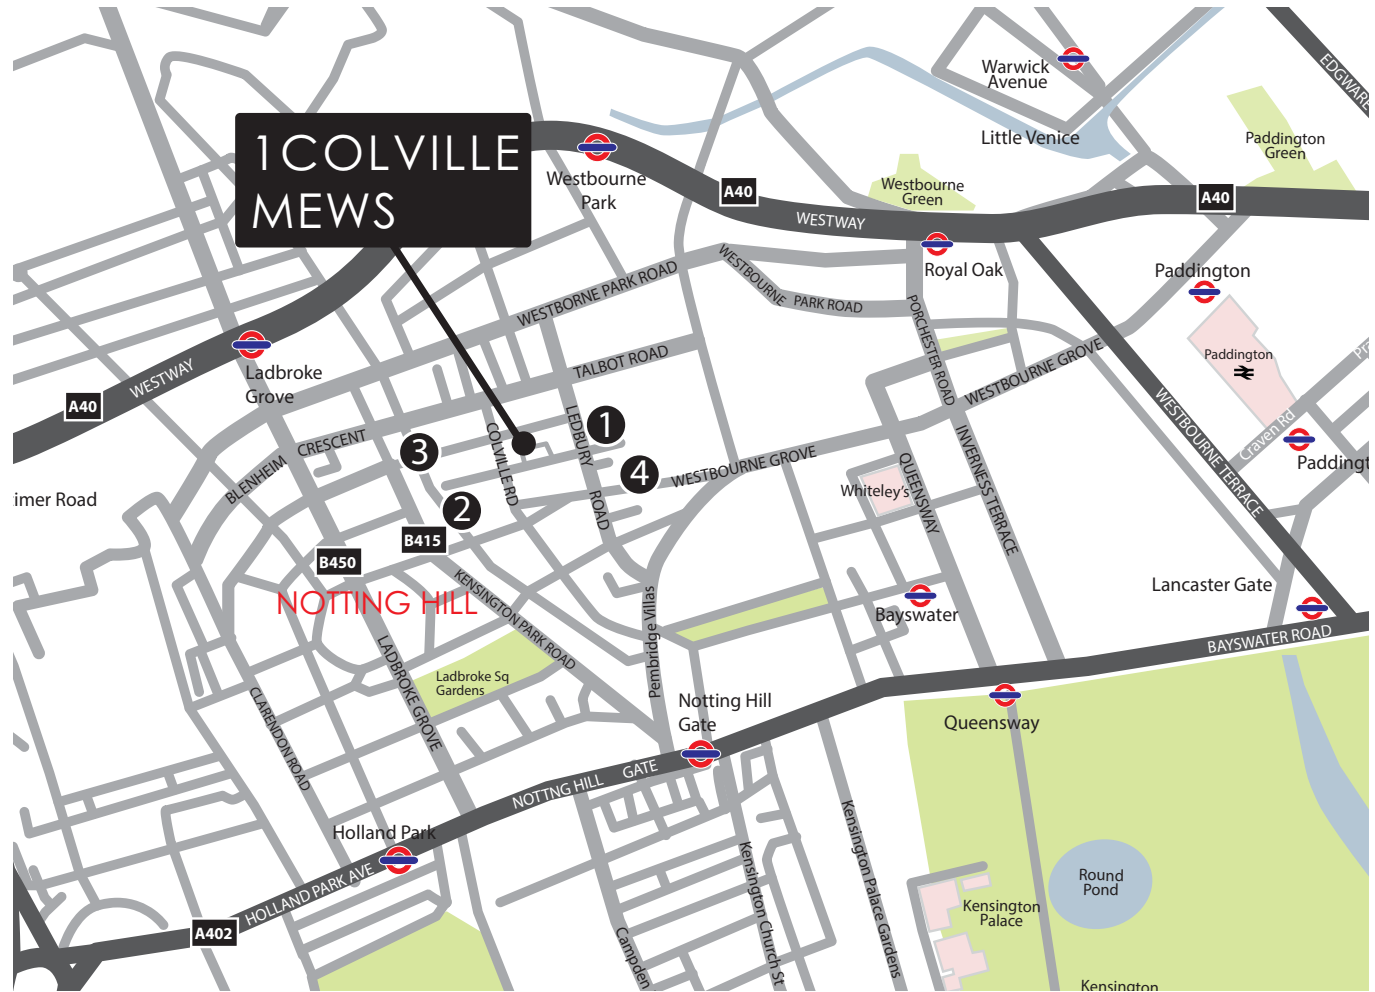 EDGWARE
Warwick
Avenue
Little Venice
Paddington
Green
1COLVILLE
MEWS
Westbourne
Park
A40
Westbourne
Green
A40
WESTWAY
Royal Oak
Paddington
WESTBORNE PARK ROAD
WESTBOURNE
PARK ROAD
PORCHESTER ROAD
Paddington
Pra
WESTWAY
Ladbroke
Grove
A40
TALBOT ROAD
WESTBOURNE GROVE
WESTBOURNE TERRACE
Craven Rd
Paddingt
BLENHEIM
CRESCENT
COLVILLE RD
LEDBURY
ROAD
1
3
4
2
WESTBOURNE GROVE
Whiteley's
QUEENSWAY
INVERNESS TERRACE
imer Road
B415
B450
NOTTING HILL
KENSINGTON PARK ROAD
Pembridge Villas
Bayswater
Lancaster Gate
BAYSWATER ROAD
LADBROKE GROVE
Ladbroke Sq
Gardens
CLARENDON ROAD
Notting Hill
Gate
Queensway
NOTTNG HILL
GATE
Holland Park
HOLLAND PARK AVE
A402
Kensington Church St
Kensington Palace Gardens
Campden
Kensington
Palace
Round
Pond
Kensington